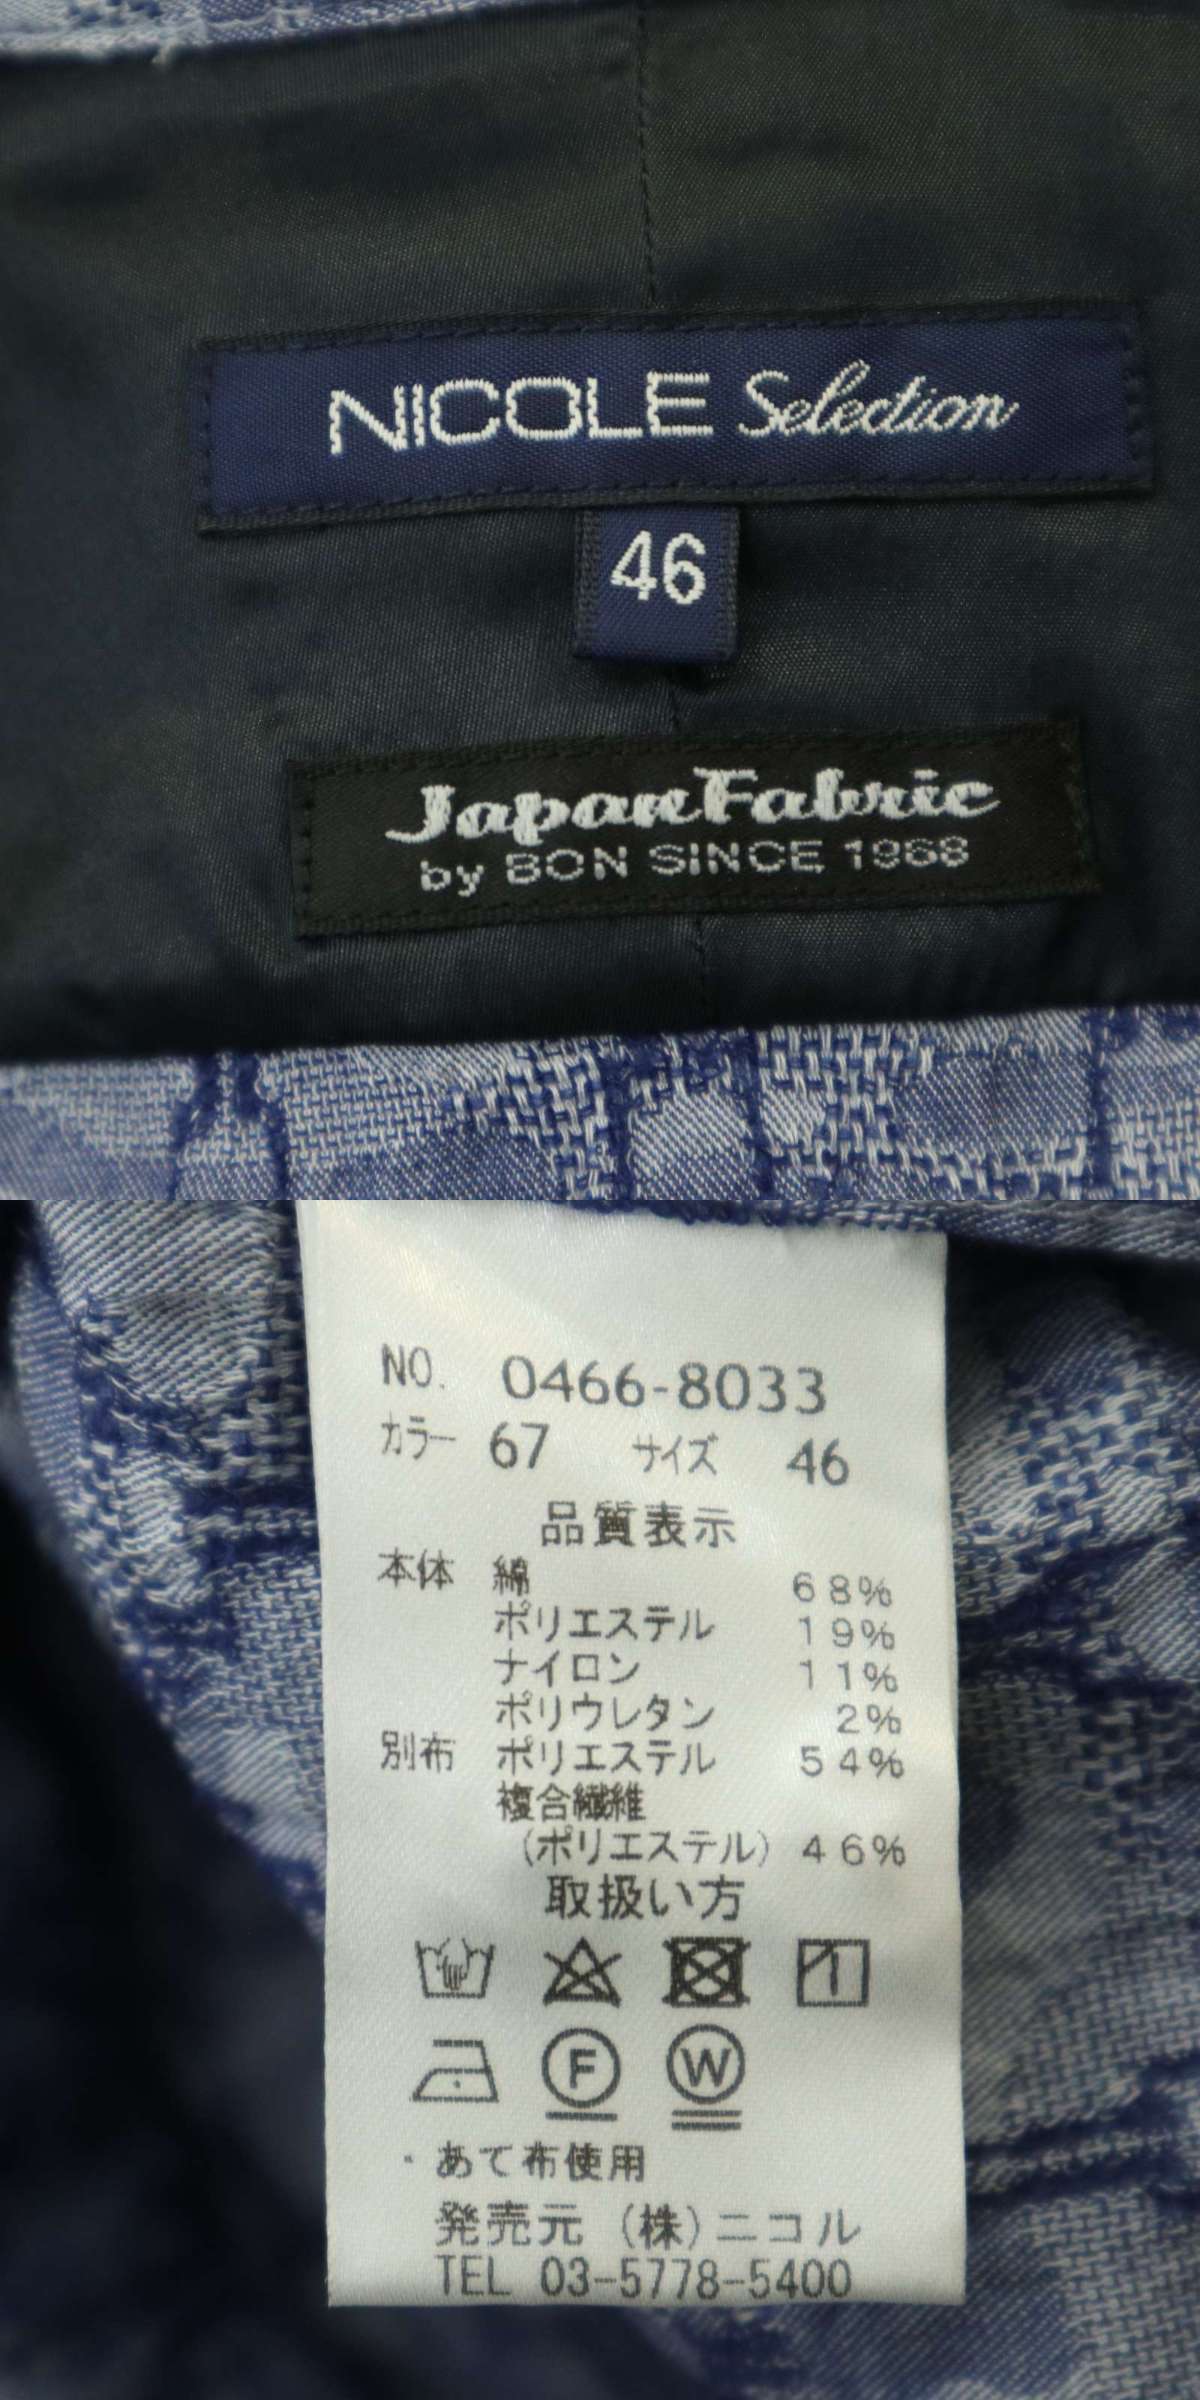 NICOLE Selection
46
Japan Fabric
by BON SINCE 1968
NO. 0466-8033
カラー 67 サイズ 46
品質表示
本体 綿 68%
ポリエステル 19%
ナイロン 11%
ポリウレタン 2%
別布 ポリエステル 54%
複合繊維
(ポリエステル) 46%
取扱い方
F W
・あて布使用
発売元 (株)ニコル
TEL 03-5778-5400